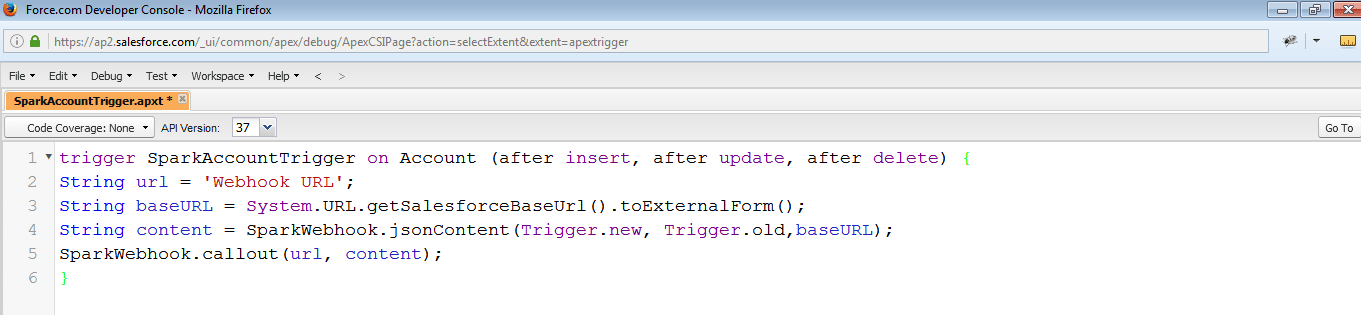 Force.com Developer Console - Mozilla Firefox
https://ap2.salesforce.com/_ui/common/apex/debug/ApexCSIPage?action=selectExtent&extent=apextrigger
File Edit Debug Test Workspace Help < >
SparkAccountTrigger.apxt *
Code Coverage: None API Version: 37 Go To
1 trigger SparkAccountTrigger on Account (after insert, after update, after delete) {
2 String url = 'Webhook URL';
3 String baseURL = System.URL.getSalesforceBaseUrl().toExternalForm();
4 String content = SparkWebhook.jsonContent(Trigger.new, Trigger.old,baseURL);
5 SparkWebhook.callout(url, content);
6 }